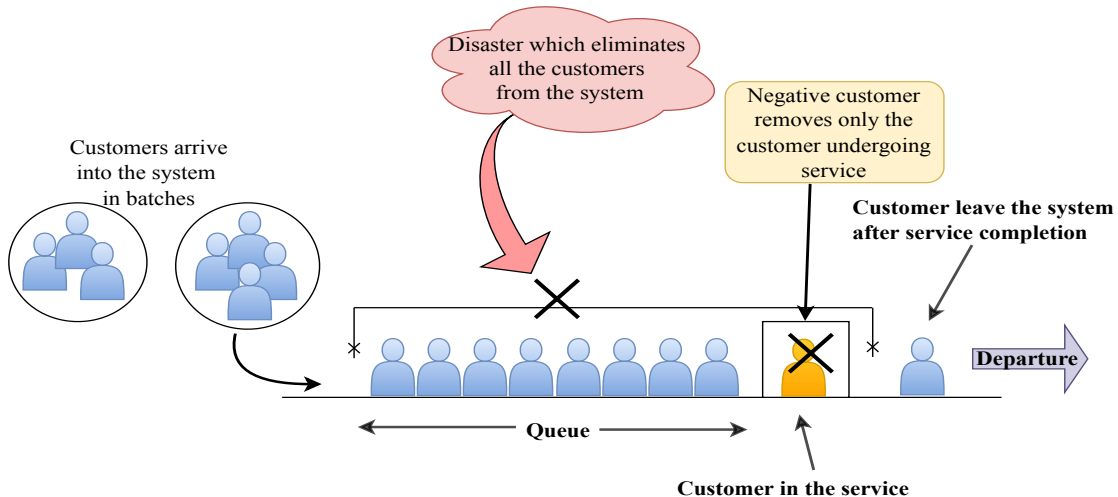 Disaster which eliminates
all the customers
from the system
Negative customer
removes only the
customer undergoing
service
Customers arrive
into the system
in batches
Customer leave the system
after service completion
Departure
Queue
Customer in the service